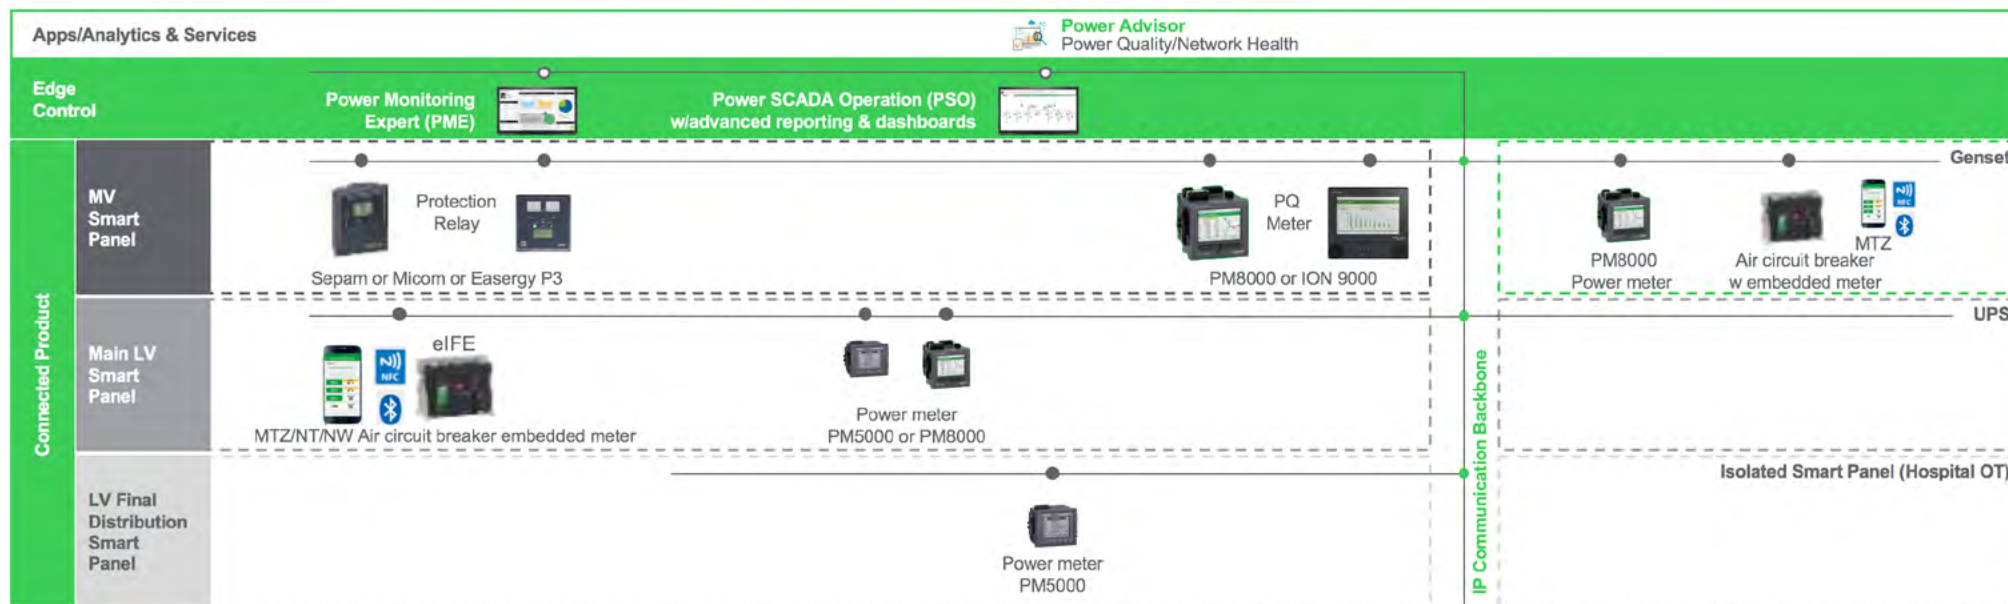 Apps/Analytics & Services
Power Advisor
Power Quality/Network Health
Edge
Control
Power Monitoring
Expert (PME)
Power SCADA Operation (PSO)
w/advanced reporting & dashboards
Connected Product
MV
Smart
Panel
Protection
Relay
Sepam or Micom or Easergy P3
PQ
Meter
PM8000 or ION 9000
Genset
PM8000
Power meter
NFC
MTZ
Air circuit breaker
w embedded meter
Main LV
Smart
Panel
NFC
eIFE
MTZ/NT/NW Air circuit breaker embedded meter
Power meter
PM5000 or PM8000
UPS
IP Communication Backbone
LV Final
Distribution
Smart
Panel
Power meter
PM5000
Isolated Smart Panel (Hospital OT)